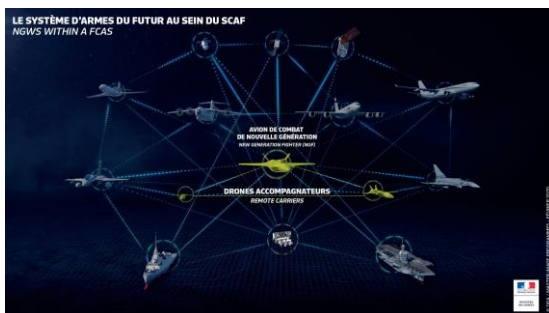 LE SYSTÈME D'ARMES DU FUTUR AU SEIN DU SCAF
NGWS WITHIN A FCAS
AVION DE COMBAT
DE NOUVELLE GÉNÉRATION
NEW GENERATION FIGHTER (NGF)
DRONES ACCOMPAGNATEURS
REMOTE CARRIERS